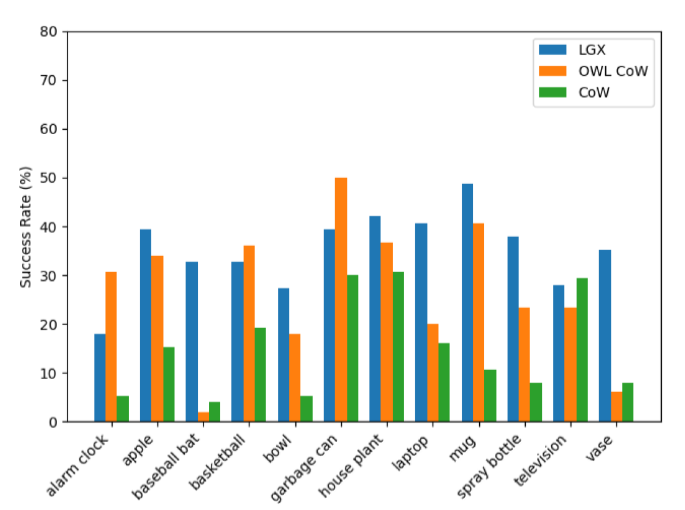 80
70
60
50
40
30
20
10
0
Success Rate (%)
LGX
OWL CoW
CoW
alarm clock
apple
baseball bat
basketball
bowl
garbage can
house plant
laptop
mug
spray bottle
television
vase